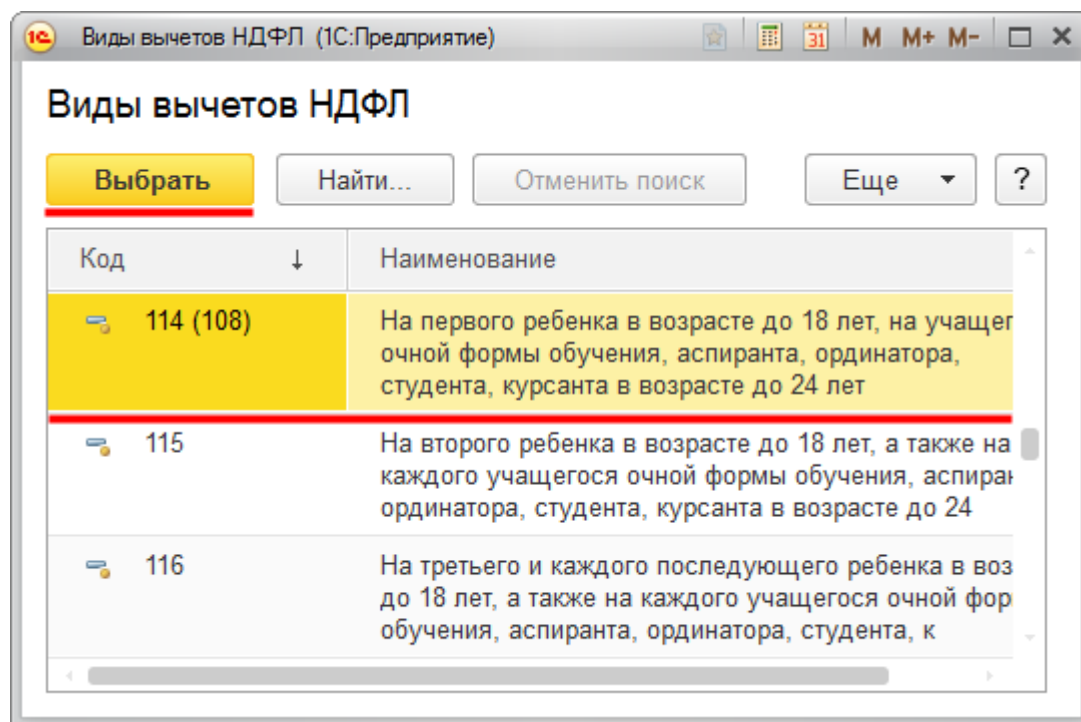 1С Виды вычетов НДФЛ (1С:Предприятие) 31 M M+ M-
Виды вычетов НДФЛ
Выбрать Найти... Отменить поиск Еще ?
Код ↓ Наименование
114 (108) На первого ребенка в возрасте до 18 лет, на учащег
очной формы обучения, аспиранта, ординатора,
студента, курсанта в возрасте до 24 лет
115 На второго ребенка в возрасте до 18 лет, а также на
каждого учащегося очной формы обучения, аспиран
ординатора, студента, курсанта в возрасте до 24
116 На третьего и каждого последующего ребенка в воз
до 18 лет, а также на каждого учащегося очной фор
обучения, аспиранта, ординатора, студента, к